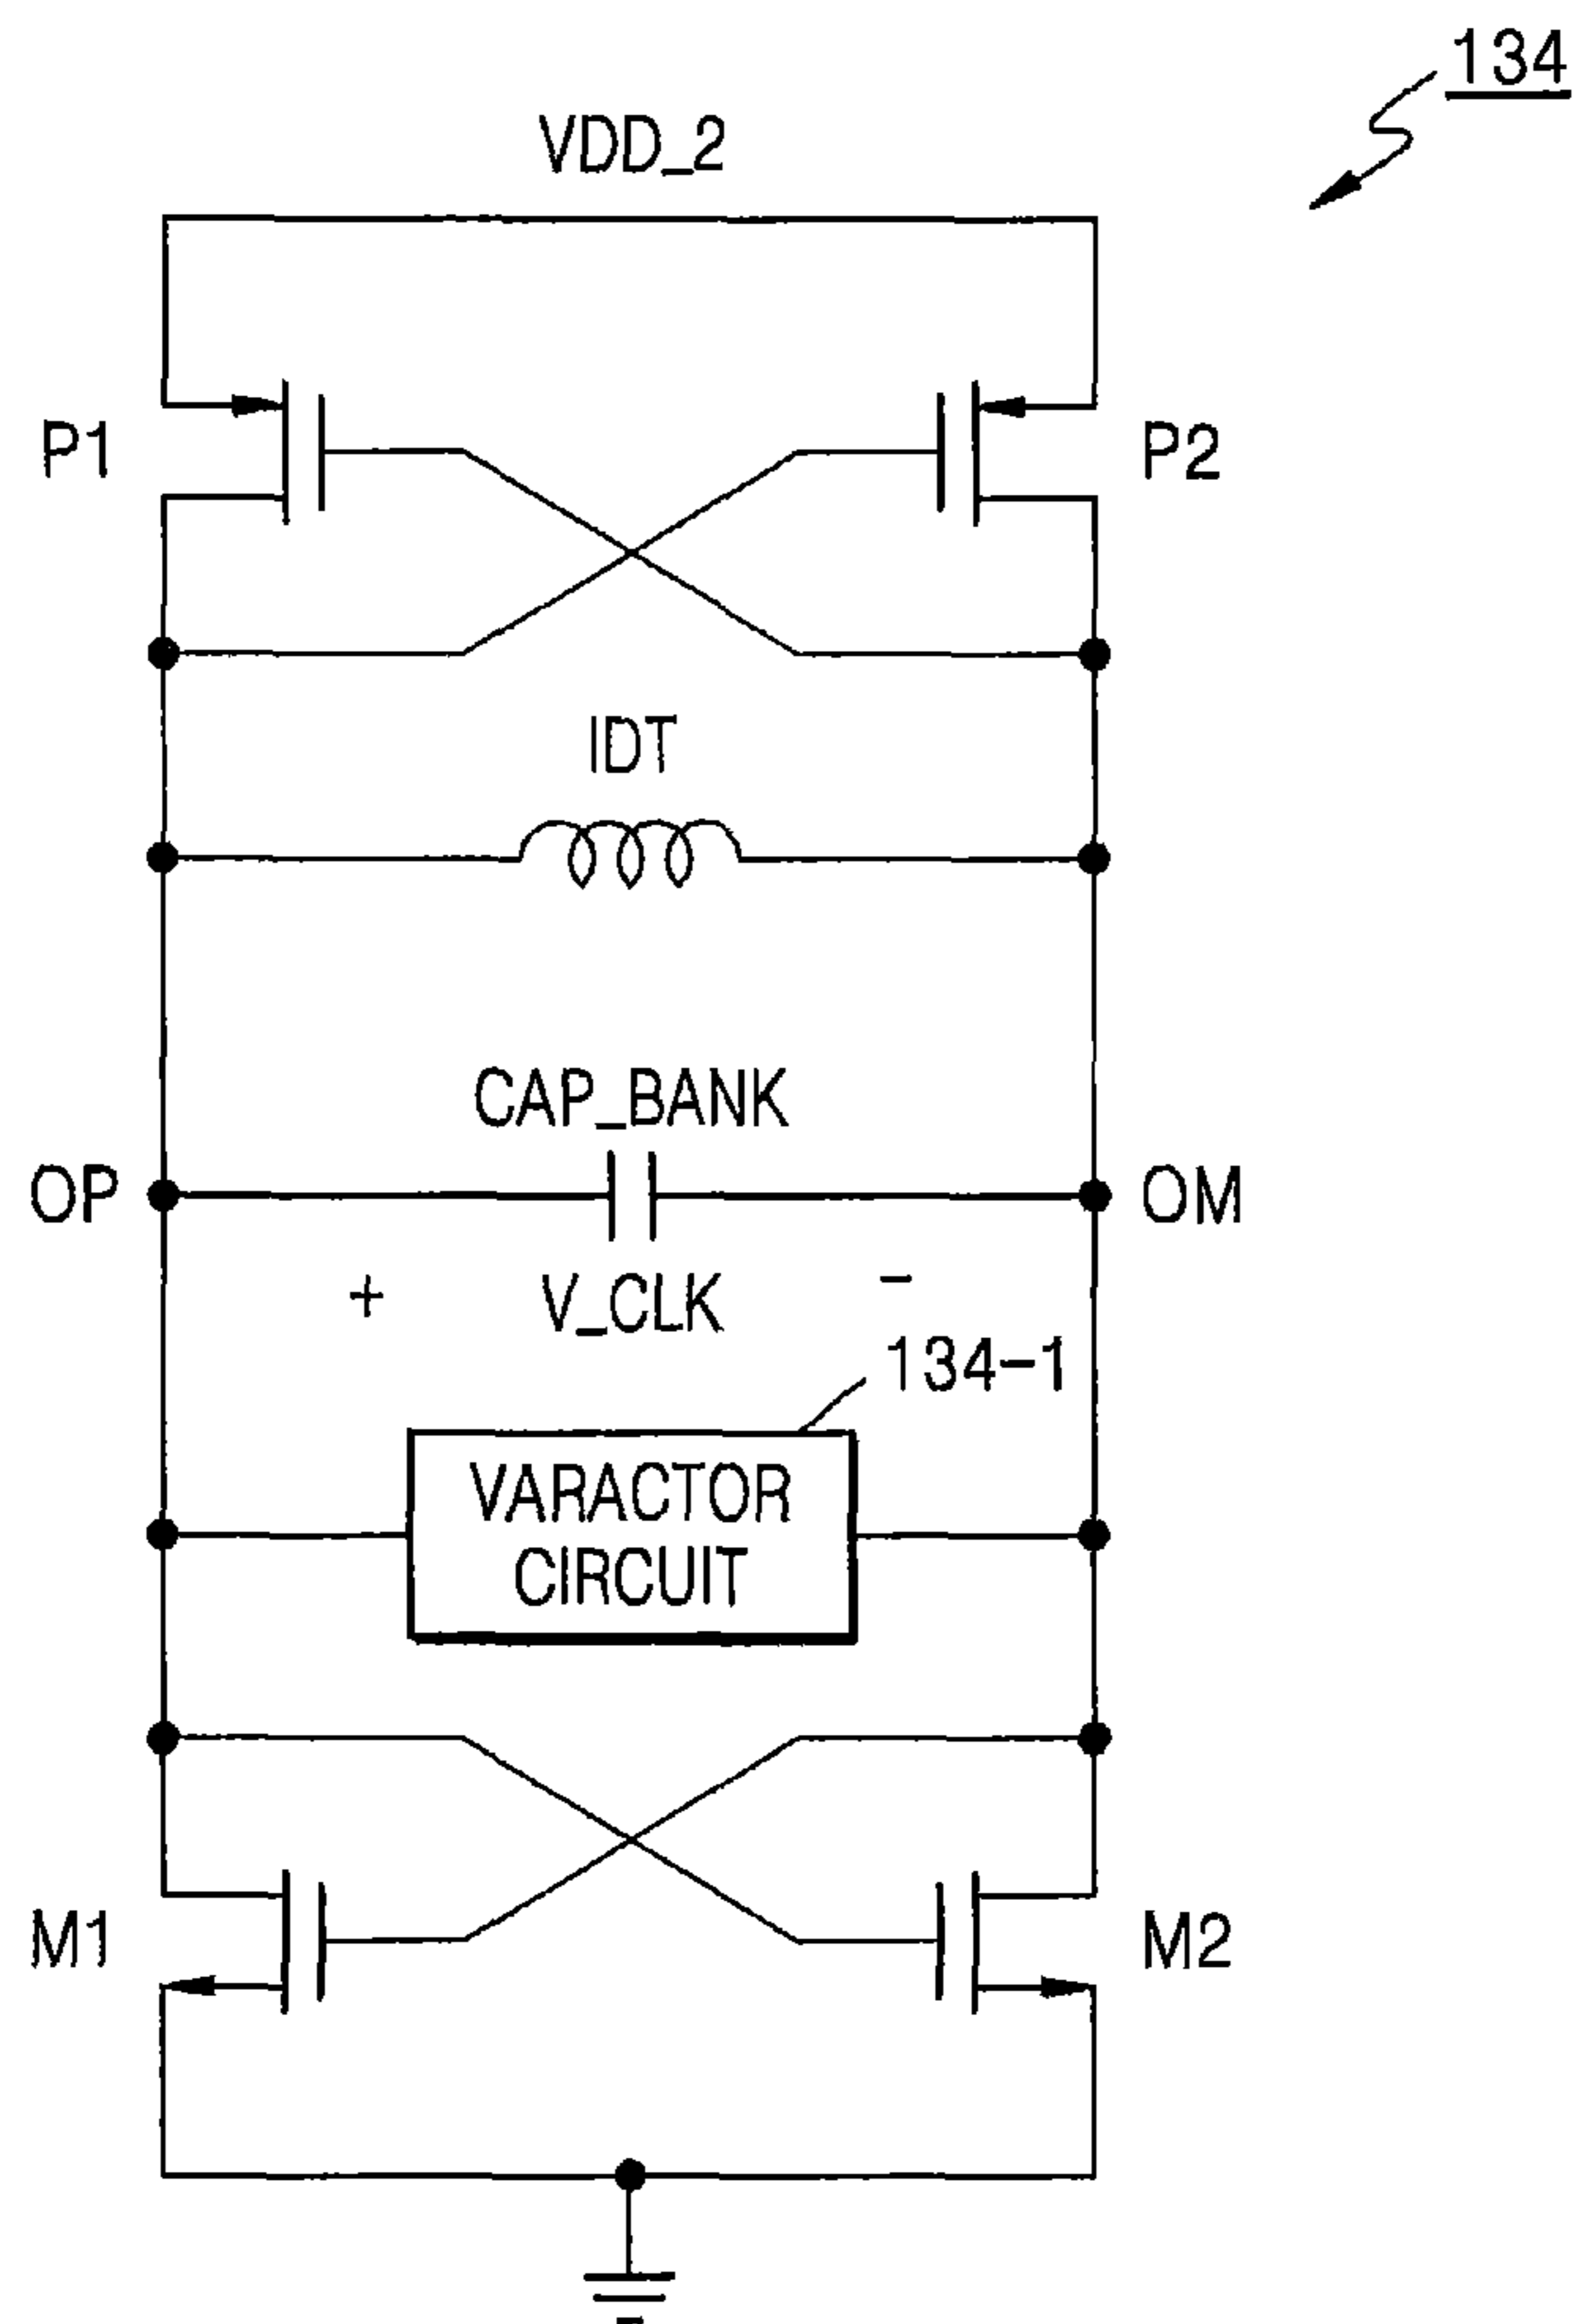 134
VDD_2
P1
P2
IDT
CAP_BANK
OP
OM
+
V_CLK
-
134-1
VARACTOR
CIRCUIT
M1
M2